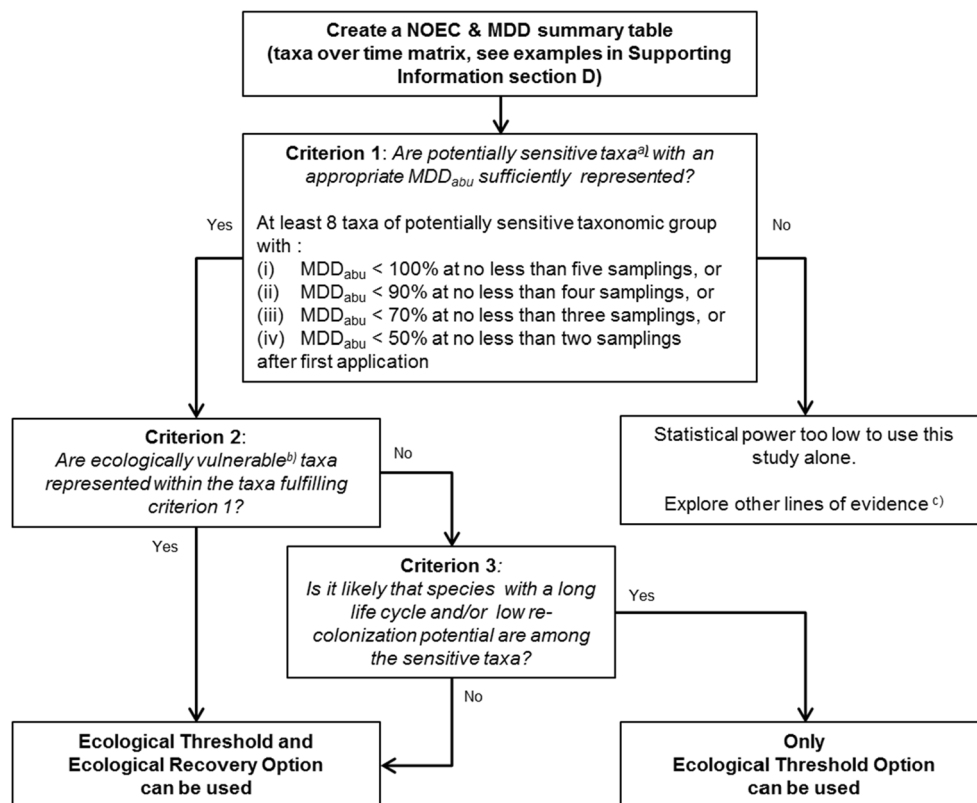 Create a NOEC & MDD summary table
(taxa over time matrix, see examples in Supporting
Information section D)
Criterion 1: Are potentially sensitive taxa a) with an
appropriate MDDabu sufficiently represented?
At least 8 taxa of potentially sensitive taxonomic group
with :
(i) MDDabu < 100% at no less than five samplings, or
(ii) MDDabu < 90% at no less than four samplings, or
(iii) MDDabu < 70% at no less than three samplings, or
(iv) MDDabu < 50% at no less than two samplings
after first application
Yes
No
Criterion 2:
Are ecologically vulnerable b) taxa
represented within the taxa fulfilling
criterion 1?
No
Yes
Statistical power too low to use this
study alone.
Explore other lines of evidence c)
Criterion 3:
Is it likely that species with a long
life cycle and/or low re-
colonization potential are among
the sensitive taxa?
Yes
No
Ecological Threshold and
Ecological Recovery Option
can be used
Only
Ecological Threshold Option
can be used